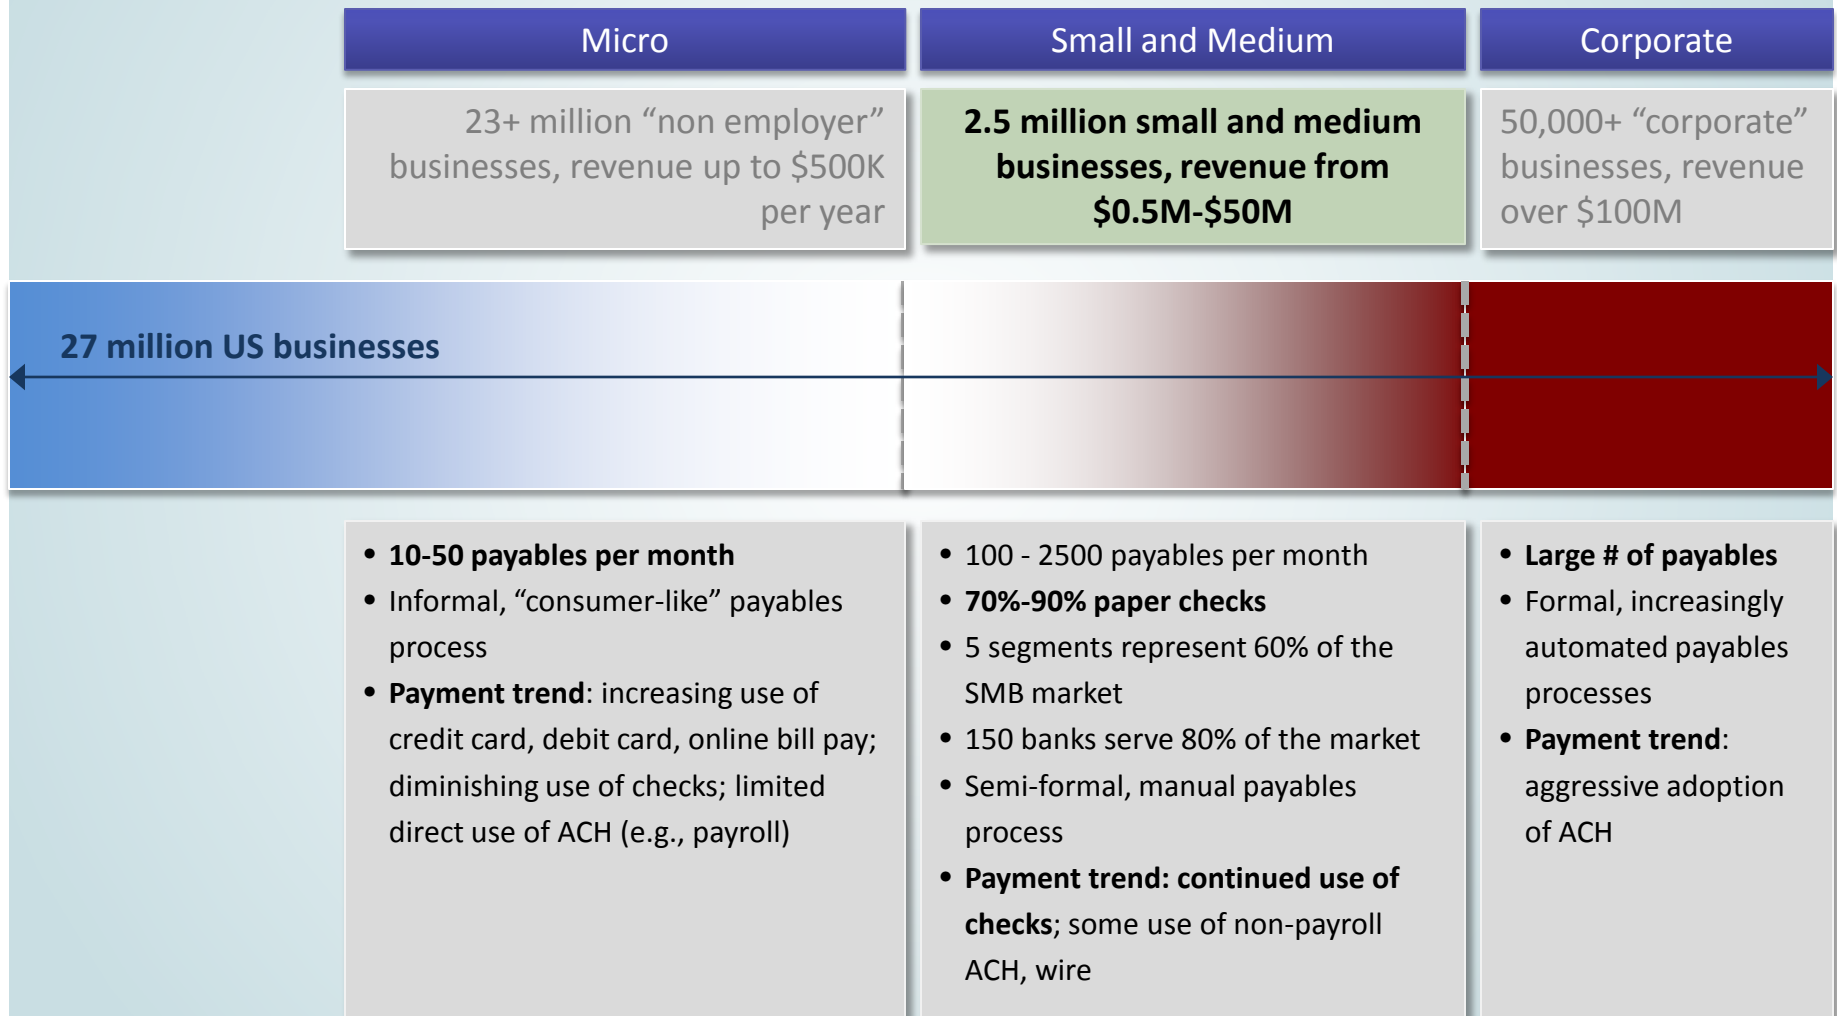 Micro
Small and Medium
Corporate
23+ million “non employer”
businesses, revenue up to $500K
per year
2.5 million small and medium
businesses, revenue from
$0.5M-$50M
50,000+ “corporate”
businesses, revenue
over $100M
27 million US businesses
• 10-50 payables per month
• Informal, “consumer-like” payables
process
• Payment trend: increasing use of
credit card, debit card, online bill pay;
diminishing use of checks; limited
direct use of ACH (e.g., payroll)
• 100 - 2500 payables per month
• 70%-90% paper checks
• 5 segments represent 60% of the
SMB market
• 150 banks serve 80% of the market
• Semi-formal, manual payables
process
• Payment trend: continued use of
checks; some use of non-payroll
ACH, wire
• Large # of payables
• Formal, increasingly
automated payables
processes
• Payment trend:
aggressive adoption
of ACH